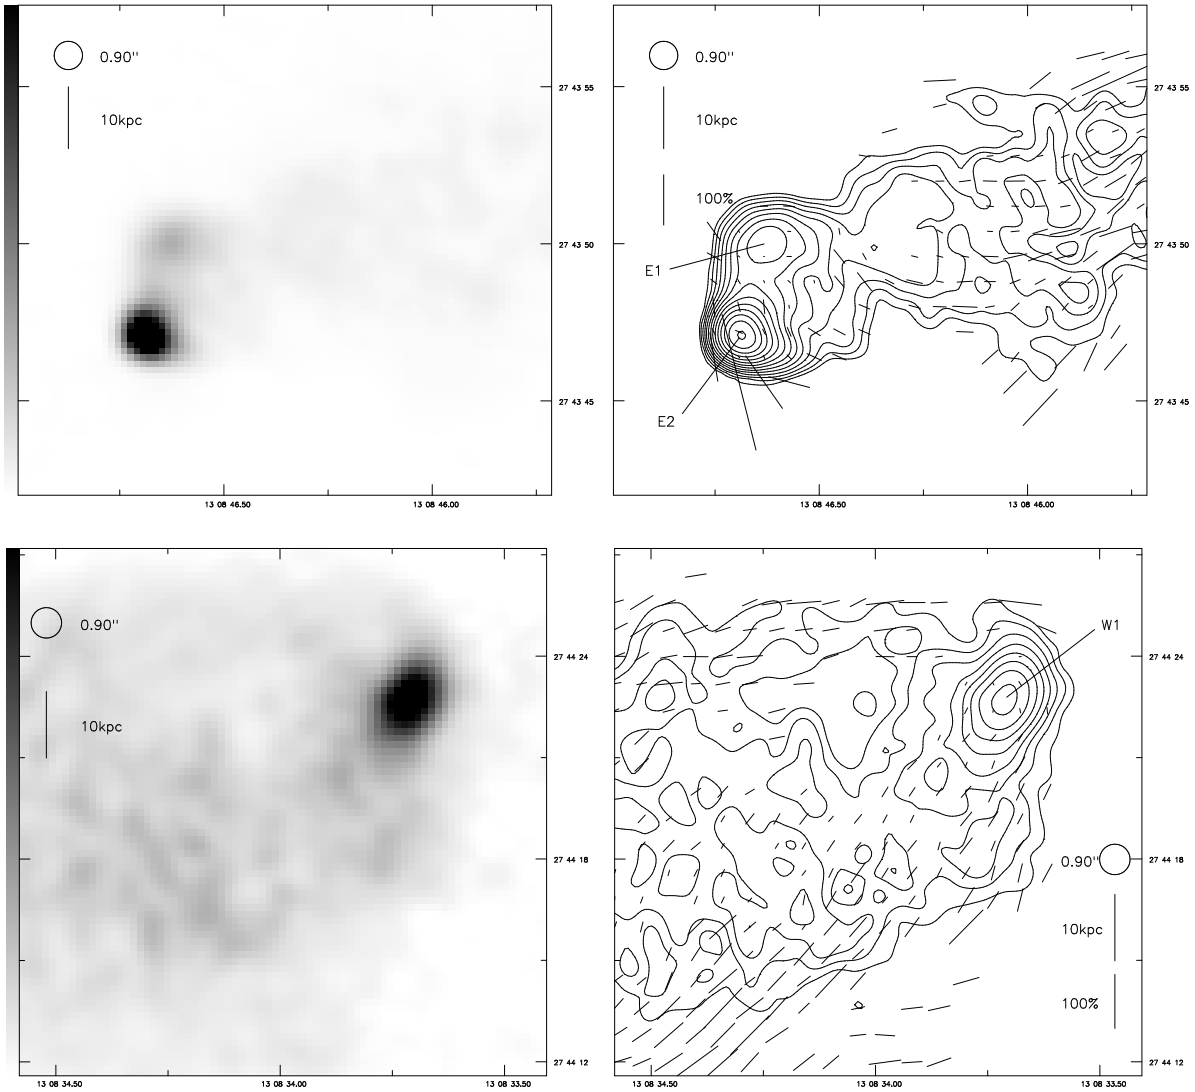 0.90"
10kpc
27 43 55
27 43 50
27 43 45
13 08 46.50
13 08 46.00
0.90"
10kpc
100%
E1
E2
27 43 55
27 43 50
27 43 45
13 08 46.50
13 08 46.00
0.90"
10kpc
27 44 24
27 44 18
27 44 12
13 08 34.50
13 08 34.00
13 08 33.50
W1
0.90"
10kpc
100%
27 44 24
27 44 18
27 44 12
13 08 34.50
13 08 34.00
13 08 33.50